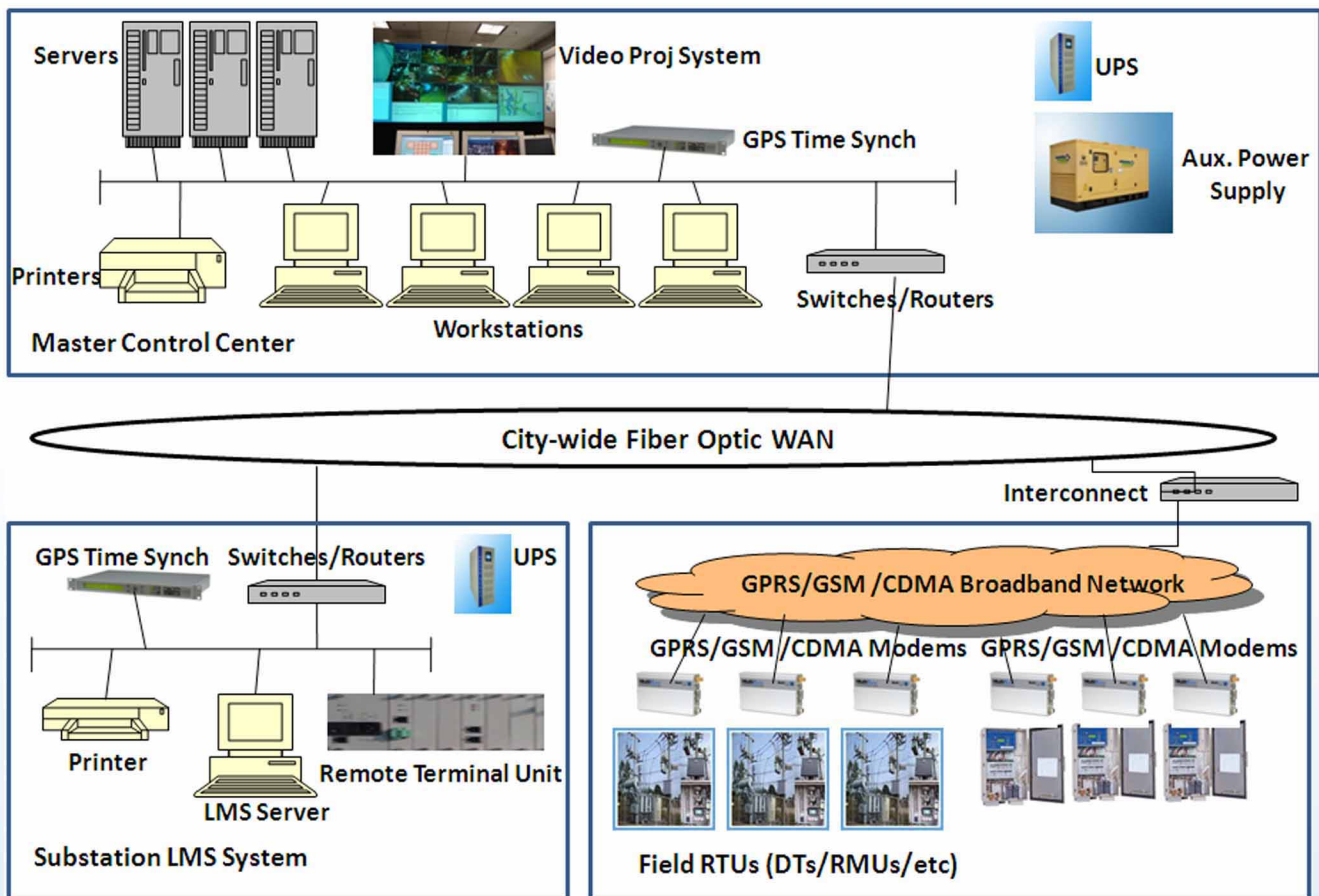 Servers
Video Proj System
UPS
GPS Time Synch
Aux. Power
Supply
Printers
Switches/Routers
Workstations
Master Control Center
City-wide Fiber Optic WAN
Interconnect
GPS Time Synch
Switches/Routers
UPS
Printer
Remote Terminal Unit
LMS Server
Substation LMS System
GPRS/GSM /CDMA Broadband Network
GPRS/GSM /CDMA Modems
GPRS/GSM /CDMA Modems
Field RTUs (DTs/RMUs/etc)